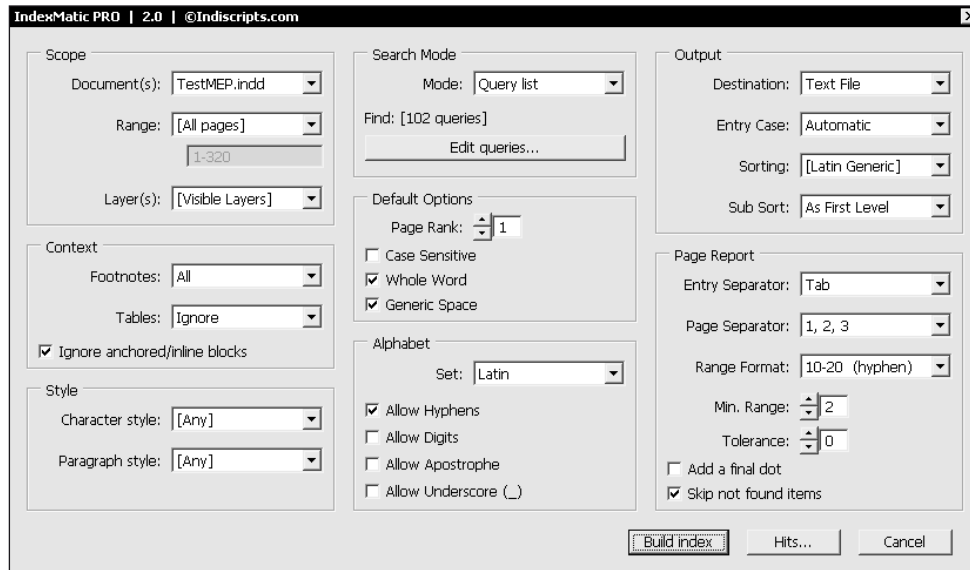 IndexMatic PRO | 2.0 | ©Indiscripts.com
Scope
Document(s): TestMEP.indd
Range: [All pages]
1-320
Layer(s): [Visible Layers]
Context
Footnotes: All
Tables: Ignore
Ignore anchored/inline blocks
Style
Character style: [Any]
Paragraph style: [Any]
Search Mode
Mode: Query list
Find: [102 queries]
Edit queries...
Default Options
Page Rank: 1
Case Sensitive
Whole Word
Generic Space
Alphabet
Set: Latin
Allow Hyphens
Allow Digits
Allow Apostrophe
Allow Underscore (_)
Output
Destination: Text File
Entry Case: Automatic
Sorting: [Latin Generic]
Sub Sort: As First Level
Page Report
Entry Separator: Tab
Page Separator: 1, 2, 3
Range Format: 10-20 (hyphen)
Min. Range: 2
Tolerance: 0
Add a final dot
Skip not found items
Build index
Hits...
Cancel